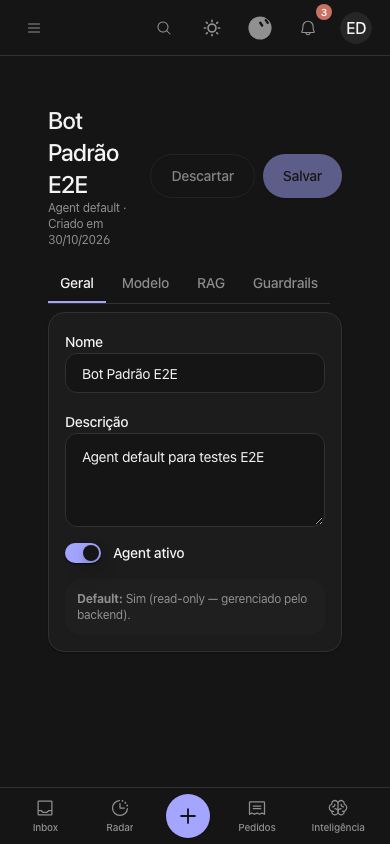 3
ED
Bot
Padrão
E2E
Agent default ·
Criado em
30/10/2026
Descartar
Salvar
Geral
Modelo
RAG
Guardrails
Nome
Bot Padrão E2E
Descrição
Agent default para testes E2E
Agent ativo
Default: Sim (read-only — gerenciado pelo
backend).
Inbox
Radar
Pedidos
Inteligência